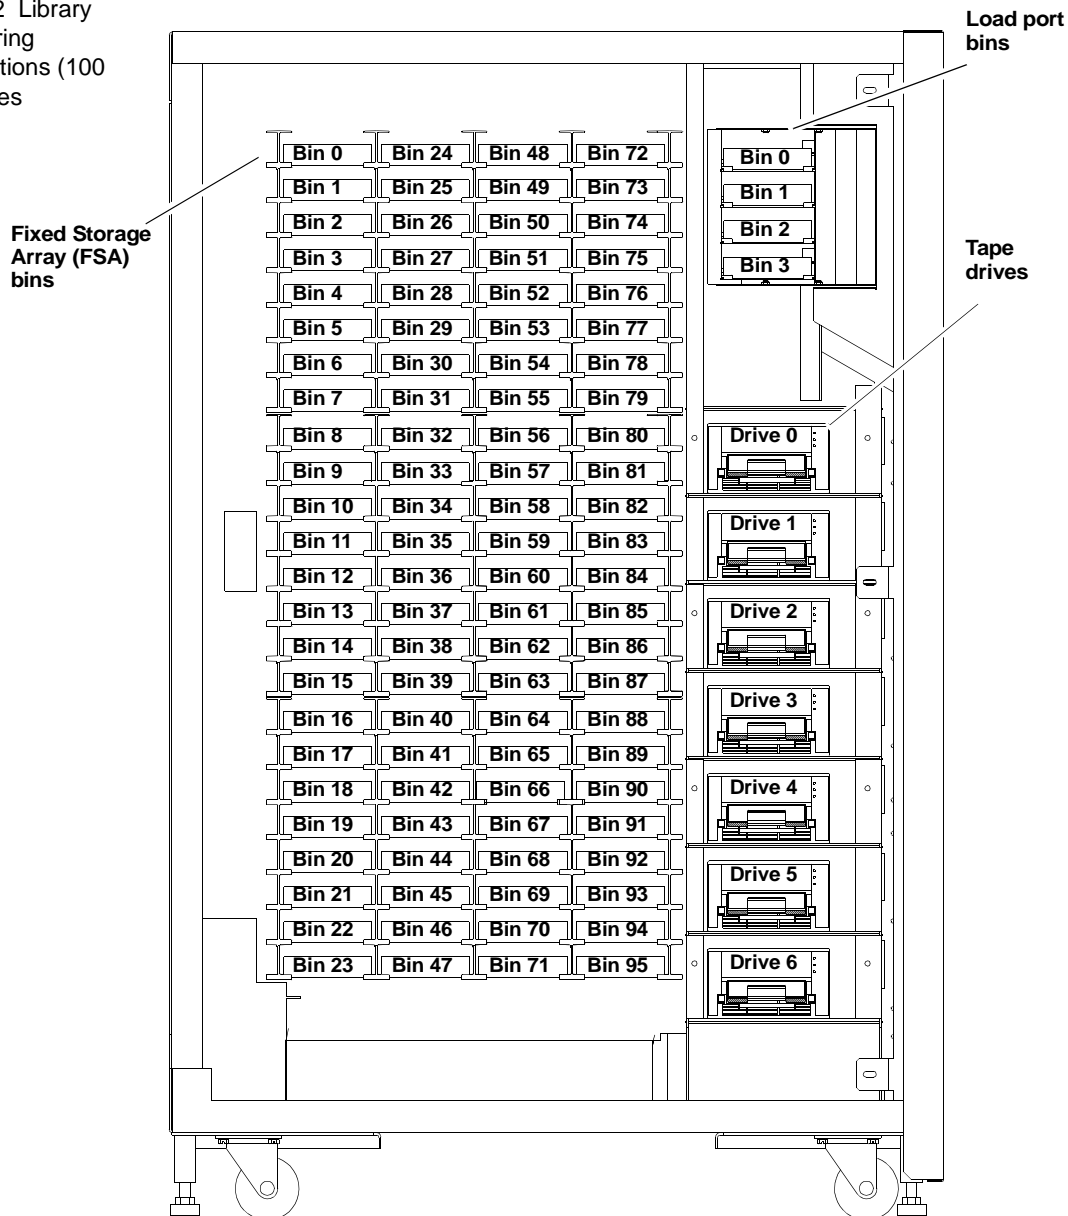 2 Library
ring
tions (100
es
Load port
bins
Fixed Storage
Array (FSA)
bins
Bin 0 Bin 24 Bin 48 Bin 72
Bin 1 Bin 25 Bin 49 Bin 73
Bin 2 Bin 26 Bin 50 Bin 74
Bin 3 Bin 27 Bin 51 Bin 75
Bin 4 Bin 28 Bin 52 Bin 76
Bin 5 Bin 29 Bin 53 Bin 77
Bin 6 Bin 30 Bin 54 Bin 78
Bin 7 Bin 31 Bin 55 Bin 79
Bin 8 Bin 32 Bin 56 Bin 80
Bin 9 Bin 33 Bin 57 Bin 81
Bin 10 Bin 34 Bin 58 Bin 82
Bin 11 Bin 35 Bin 59 Bin 83
Bin 12 Bin 36 Bin 60 Bin 84
Bin 13 Bin 37 Bin 61 Bin 85
Bin 14 Bin 38 Bin 62 Bin 86
Bin 15 Bin 39 Bin 63 Bin 87
Bin 16 Bin 40 Bin 64 Bin 88
Bin 17 Bin 41 Bin 65 Bin 89
Bin 18 Bin 42 Bin 66 Bin 90
Bin 19 Bin 43 Bin 67 Bin 91
Bin 20 Bin 44 Bin 68 Bin 92
Bin 21 Bin 45 Bin 69 Bin 93
Bin 22 Bin 46 Bin 70 Bin 94
Bin 23 Bin 47 Bin 71 Bin 95
Bin 0
Bin 1
Bin 2
Bin 3
Tape
drives
Drive 0
Drive 1
Drive 2
Drive 3
Drive 4
Drive 5
Drive 6